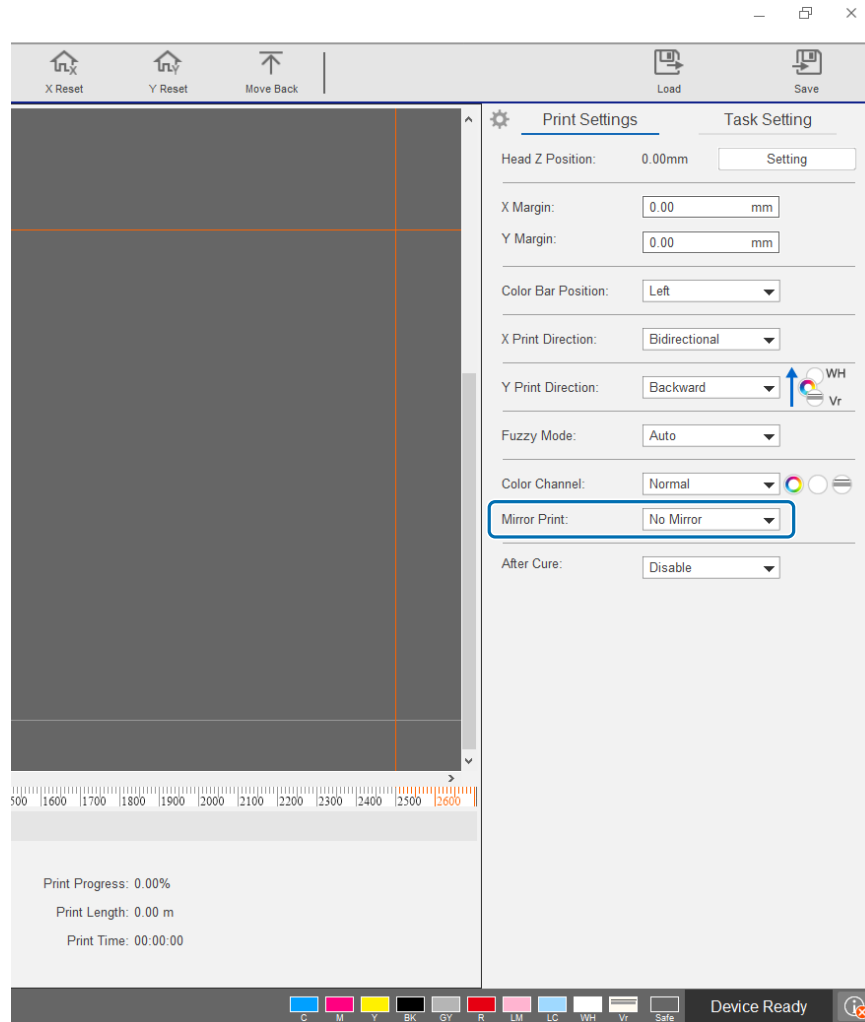 X Reset
Y Reset
Move Back
Load
Save
Print Settings
Task Setting
Head Z Position: 0.00mm Setting
X Margin: 0.00 mm
Y Margin: 0.00 mm
Color Bar Position: Left
X Print Direction: Bidirectional
Y Print Direction: Backward
WH
Vr
Fuzzy Mode: Auto
Color Channel: Normal
Mirror Print: No Mirror
After Cure: Disable
500 1600 1700 1800 1900 2000 2100 2200 2300 2400 2500 2600
Print Progress: 0.00%
Print Length: 0.00 m
Print Time: 00:00:00
C M Y BK GY R LM LC WH Vr Safe
Device Ready